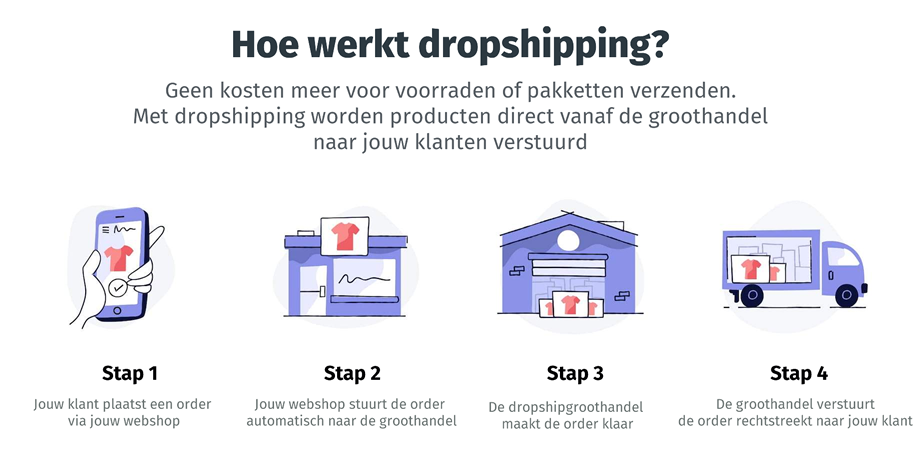 Hoe werkt dropshipping?
Geen kosten meer voor voorraden of pakketten verzenden.
Met dropshipping worden producten direct vanaf de groothandel
naar jouw klanten verstuurd
Stap 1
Jouw klant plaatst een order
via jouw webshop
Stap 2
Jouw webshop stuurt de order
automatisch naar de groothandel
Stap 3
De dropshipgroothandel
maakt de order klaar
Stap 4
De groothandel verstuurt
de order rechtstreekt naar jouw klant